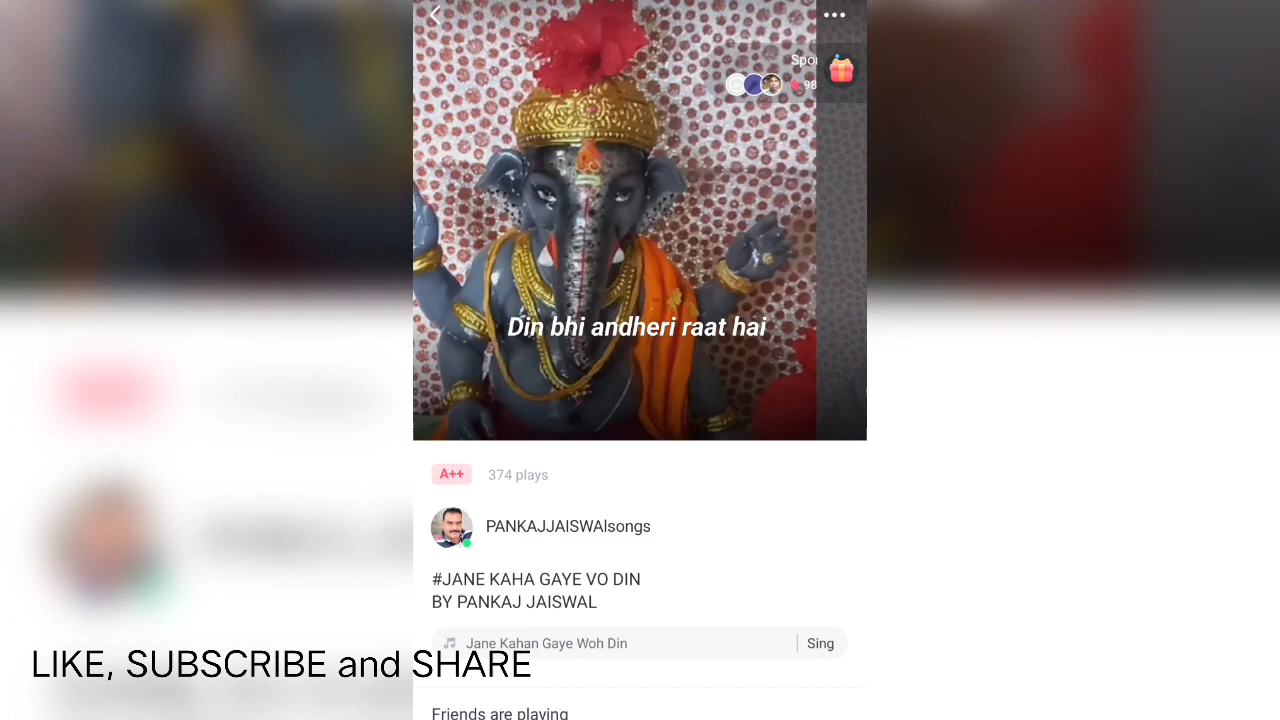 98
Din bhi andheri raat hai
A++ 374 plays
PANKAJJAISWAlsongs
#JANE KAHA GAYE VO DIN
BY PANKAJ JAISWAL
Jane Kahan Gaye Woh Din Sing
LIKE, SUBSCRIBE and SHARE
Friends are playing